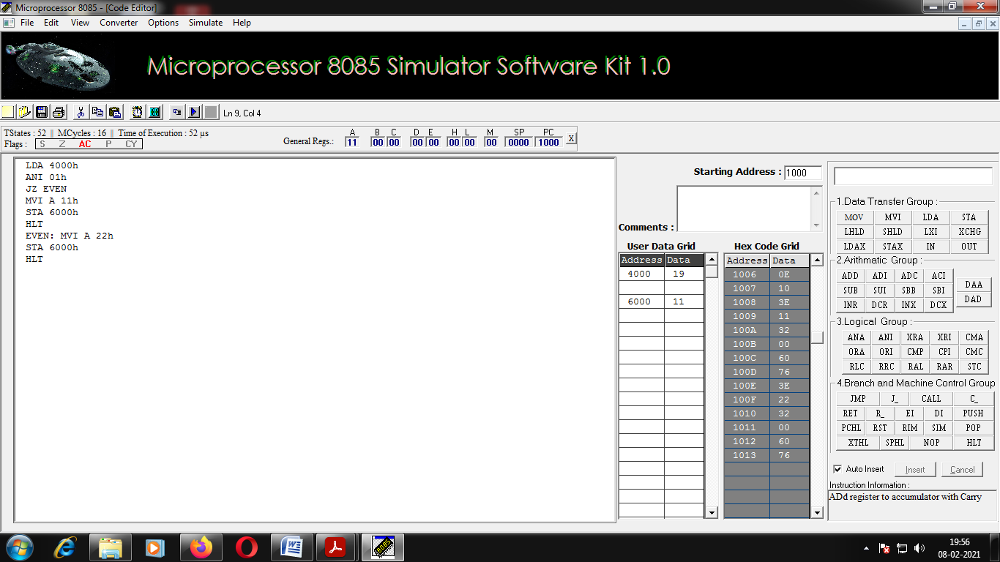 Microprocessor 8085 - [Code Editor]
File Edit View Converter Options Simulate Help
Microprocessor 8085 Simulator Software Kit 1.0
Ln 9, Col 4
TStates : 52 MCycles : 16 Time of Execution : 52 µs
Flags : S Z AC P CY
General Regs.: A B C D E H L M SP PC
11 00 00 00 00 00 00 00 0000 1000 X
LDA 4000h
ANI 01h
JZ EVEN
MVI A 11h
STA 6000h
HLT
EVEN: MVI A 22h
STA 6000h
HLT
Starting Address : 1000
Comments :
User Data Grid
Address Data
4000 19
6000 11
Hex Code Grid
Address Data
1006 0E
1007 10
1008 3E
1009 11
100A 32
100B 00
100C 60
100D 76
100E 3E
100F 22
1010 32
1011 00
1012 60
1013 76
1.Data Transfer Group :
MOV MVI LDA STA
LHLD SHLD LXI XCHG
LDAX STAX IN OUT
2.Arithmatic Group :
ADD ADI ADC ACI
SUB SUI SBB SBI
INR DCR INX DCX
DAA
DAD
3.Logical Group :
ANA ANI XRA XRI CMA
ORA ORI CMP CPI CMC
RLC RRC RAL RAR STC
4.Branch and Machine Control Group
JMP J_ CALL C_
RET R_ EI DI PUSH
PCHL RST RIM SIM POP
XTHL SPHL NOP HLT
Auto Insert Insert Cancel
Instruction Information :
ADd register to accumulator with Carry
8085
19:56
08-02-2021